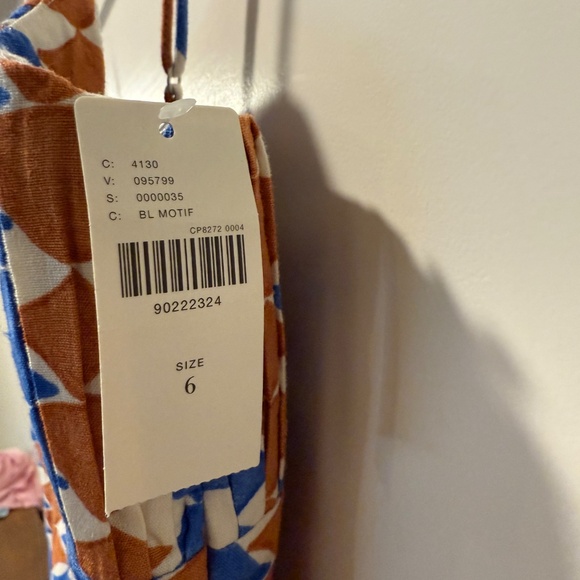 C: 4130
V: 095799
S: 0000035
C: BL MOTIF
CP8272 0004
90222324
SIZE
6